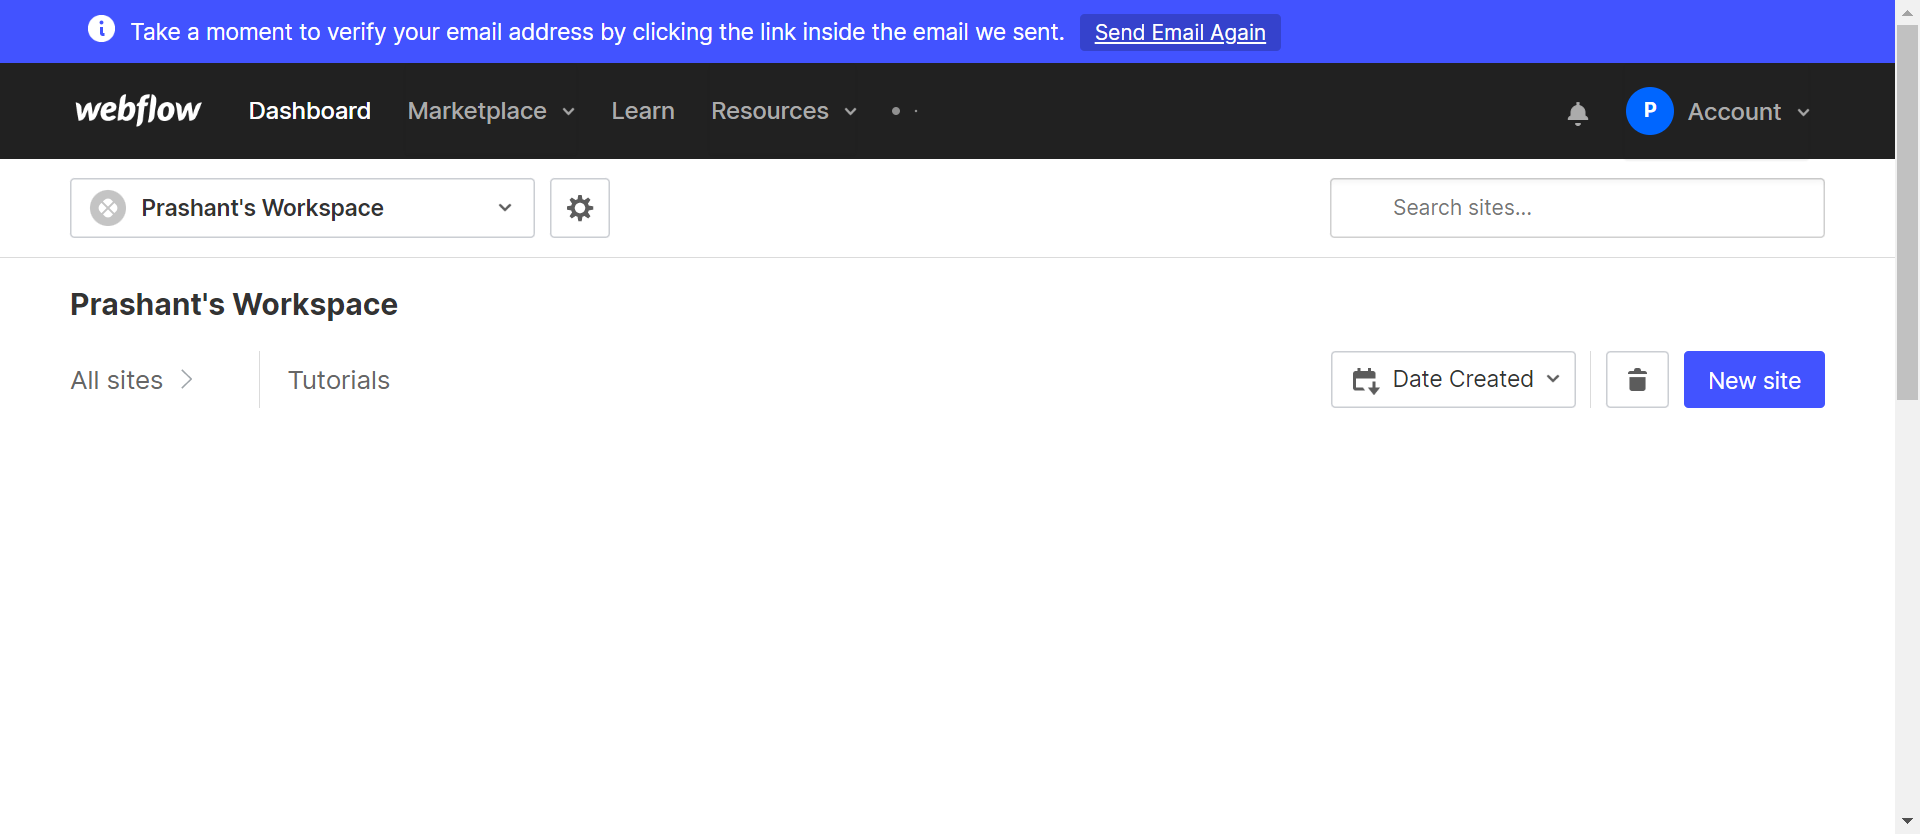 Take a moment to verify your email address by clicking the link inside the email we sent. Send Email Again
webflow Dashboard Marketplace Learn Resources P Account
Prashant's Workspace Search sites...
Prashant's Workspace
All sites Tutorials Date Created New site